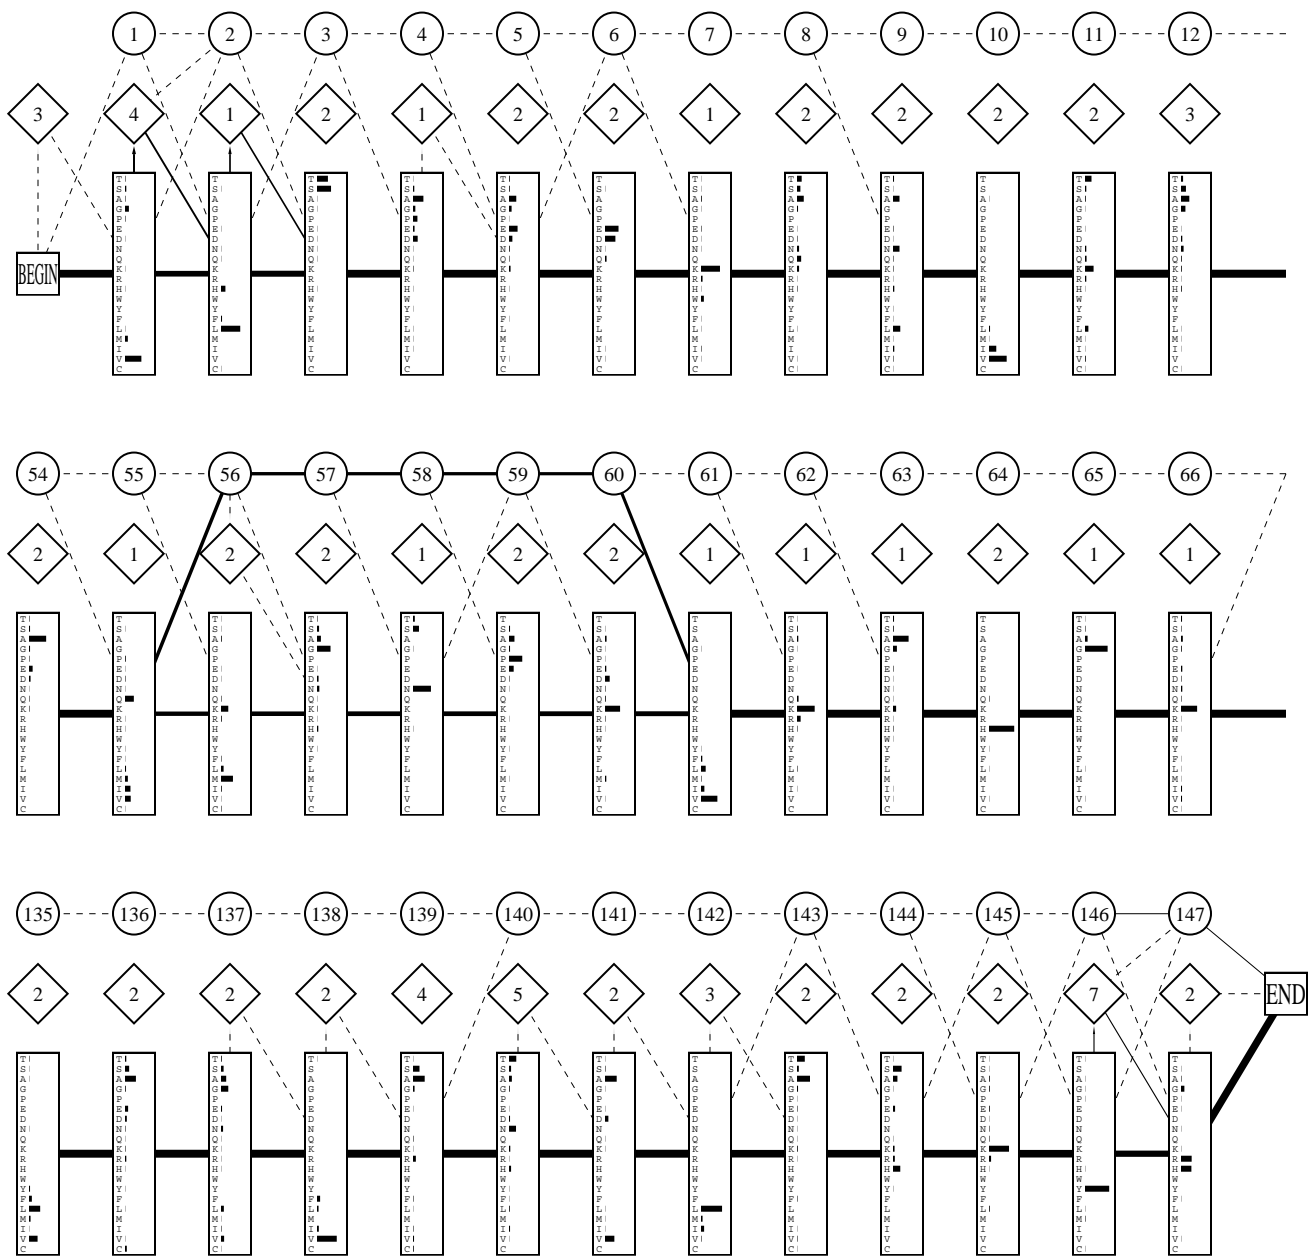 1 2 3 4 5 6 7 8 9 10 11 12
3 4 1 2 1 2 2 1 2 2 2 2 3
BEGIN
T S A G P E D N Q K R H W Y F L M I V C
T S A G P E D N Q K R H W Y F L M I V C
T S A G P E D N Q K R H W Y F L M I V C
T S A G P E D N Q K R H W Y F L M I V C
T S A G P E D N Q K R H W Y F L M I V C
T S A G P E D N Q K R H W Y F L M I V C
T S A G P E D N Q K R H W Y F L M I V C
T S A G P E D N Q K R H W Y F L M I V C
T S A G P E D N Q K R H W Y F L M I V C
T S A G P E D N Q K R H W Y F L M I V C
T S A G P E D N Q K R H W Y F L M I V C
T S A G P E D N Q K R H W Y F L M I V C
54 55 56 57 58 59 60 61 62 63 64 65 66
2 1 2 2 1 2 2 1 1 1 2 1 1
T S A G P E D N Q K R H W Y F L M I V C
T S A G P E D N Q K R H W Y F L M I V C
T S A G P E D N Q K R H W Y F L M I V C
T S A G P E D N Q K R H W Y F L M I V C
T S A G P E D N Q K R H W Y F L M I V C
T S A G P E D N Q K R H W Y F L M I V C
T S A G P E D N Q K R H W Y F L M I V C
T S A G P E D N Q K R H W Y F L M I V C
T S A G P E D N Q K R H W Y F L M I V C
T S A G P E D N Q K R H W Y F L M I V C
T S A G P E D N Q K R H W Y F L M I V C
T S A G P E D N Q K R H W Y F L M I V C
T S A G P E D N Q K R H W Y F L M I V C
135 136 137 138 139 140 141 142 143 144 145 146 147
2 2 2 2 4 5 2 3 2 2 2 7 2 END
T S A G P E D N Q K R H W Y F L M I V C
T S A G P E D N Q K R H W Y F L M I V C
T S A G P E D N Q K R H W Y F L M I V C
T S A G P E D N Q K R H W Y F L M I V C
T S A G P E D N Q K R H W Y F L M I V C
T S A G P E D N Q K R H W Y F L M I V C
T S A G P E D N Q K R H W Y F L M I V C
T S A G P E D N Q K R H W Y F L M I V C
T S A G P E D N Q K R H W Y F L M I V C
T S A G P E D N Q K R H W Y F L M I V C
T S A G P E D N Q K R H W Y F L M I V C
T S A G P E D N Q K R H W Y F L M I V C
T S A G P E D N Q K R H W Y F L M I V C